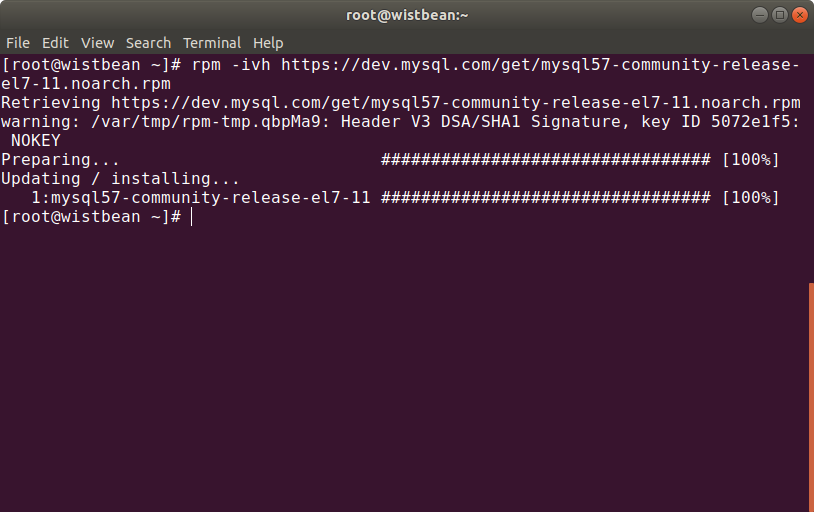 root@wistbean:~
File Edit View Search Terminal Help
[root@wistbean ~]# rpm -ivh https://dev.mysql.com/get/mysql57-community-release-
el7-11.noarch.rpm
Retrieving https://dev.mysql.com/get/mysql57-community-release-el7-11.noarch.rpm
warning: /var/tmp/rpm-tmp.qbpMa9: Header V3 DSA/SHA1 Signature, key ID 5072e1f5:
 NOKEY
Preparing...                          ################################# [100%]
Updating / installing...
   1:mysql57-community-release-el7-11 ################################# [100%]
[root@wistbean ~]#